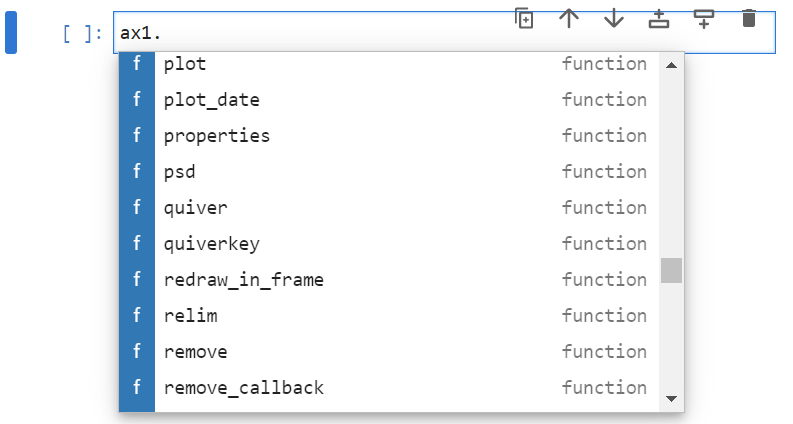 [ ]: ax1.
f plot function
f plot_date function
f properties function
f psd function
f quiver function
f quiverkey function
f redraw_in_frame function
f relim function
f remove function
f remove_callback function